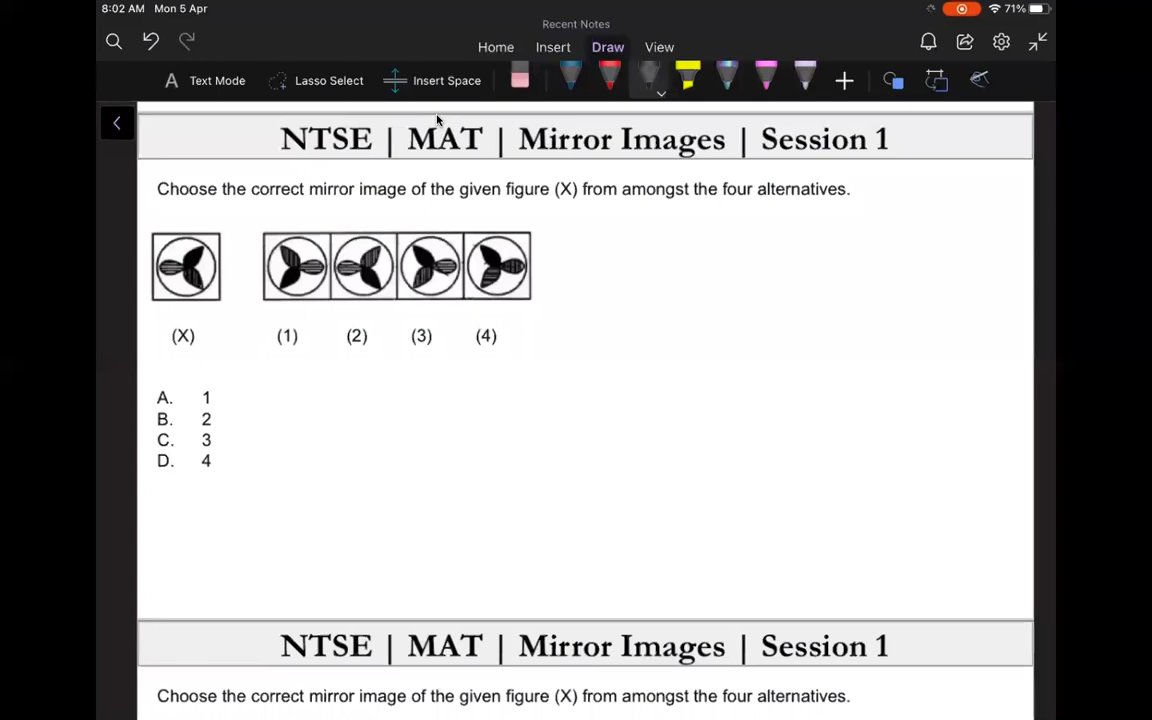 8:02 AM Mon 5 Apr
71%
Recent Notes
Home Insert Draw View
Text Mode Lasso Select Insert Space
NTSE | MAT | Mirror Images | Session 1
Choose the correct mirror image of the given figure (X) from amongst the four alternatives.
(X) (1) (2) (3) (4)
A. 1
B. 2
C. 3
D. 4
NTSE | MAT | Mirror Images | Session 1
Choose the correct mirror image of the given figure (X) from amongst the four alternatives.